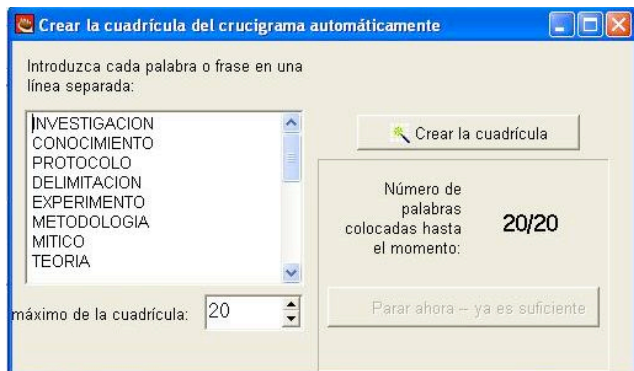 Crear la cuadrícula del crucigrama automáticamente
Introduzca cada palabra o frase en una
línea separada:
INVESTIGACION
CONOCIMIENTO
PROTOCOLO
DELIMITACION
EXPERIMENTO
METODOLOGIA
MITICO
TEORIA
máximo de la cuadrícula:
20
Crear la cuadrícula
Número de
palabras
colocadas hasta
el momento:
20/20
Parar ahora -- ya es suficiente